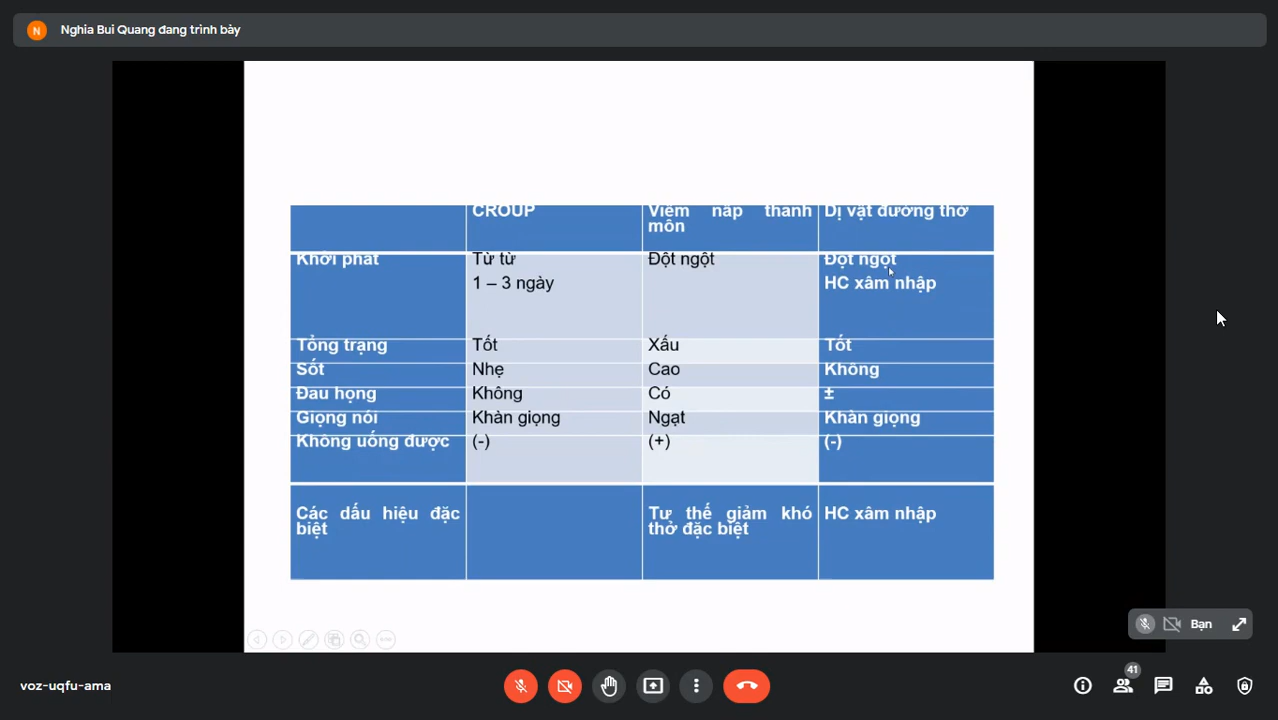 N Nghia Bui Quang đang trình bày
CROUP Viêm nắp thanh môn Dị vật đường thở
Khởi phát Từ từ Đột ngột Đột ngột
1 – 3 ngày HC xâm nhập
Tổng trạng Tốt Xấu Tốt
Sốt Nhẹ Cao Không
Đau họng Không Có ±
Giọng nói Khàn giọng Ngạt Khàn giọng
Không uống được (-) (+) (-)
Các dấu hiệu đặc biệt Tư thế giảm khó thở đặc biệt HC xâm nhập
Bạn
41
voz-uqfu-ama